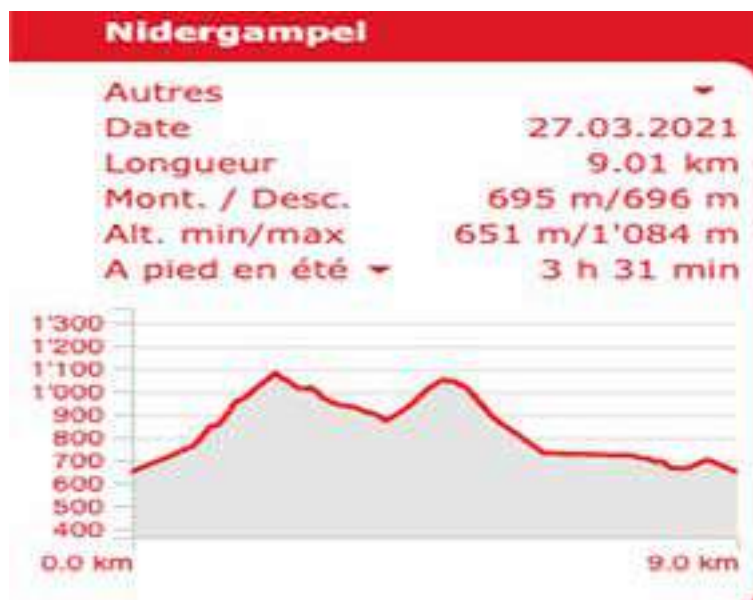 Nidergampel
Autres
Date 27.03.2021
Longueur 9.01 km
Mont. / Desc. 695 m/696 m
Alt. min/max 651 m/1'084 m
A pied en été 3 h 31 min
1'300
1'200
1'100
1'000
900
800
700
600
500
400
0.0 km 9.0 km